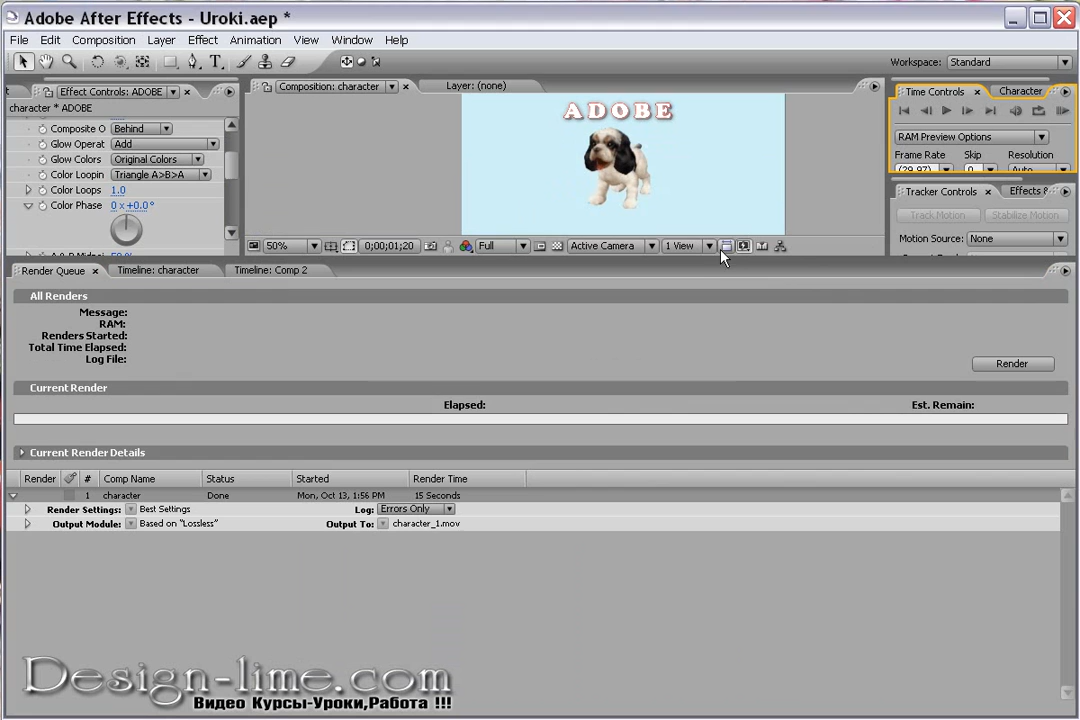 Adobe After Effects - Uroki.aep *
File Edit Composition Layer Effect Animation View Window Help
Workspace: Standard
Effect Controls: ADOBE
Composition: character
Layer: (none)
Time Controls
Character
character * ADOBE
Composite O Behind
Glow Operat Add
Glow Colors Original Colors
Color Loopin Triangle A>B>A
Color Loops 1.0
Color Phase 0 x+0.0°
ADOBE
RAM Preview Options
Frame Rate Skip Resolution
(29.97) 0 Auto
Tracker Controls
Effects &
Track Motion Stabilize Motion
Motion Source: None
50% 0;00;01;20 Full Active Camera 1 View
Render Queue
Timeline: character
Timeline: Comp 2
All Renders
Message:
RAM:
Renders Started:
Total Time Elapsed:
Log File:
Render
Current Render
Elapsed: Est. Remain:
Current Render Details
Render # Comp Name Status Started Render Time
1 character Done Mon, Oct 13, 1:56 PM 15 Seconds
Render Settings: Best Settings Log: Errors Only
Output Module: Based on "Lossless" Output To: character_1.mov
Design-lime.com
Видео Курсы-Уроки,Работа !!!